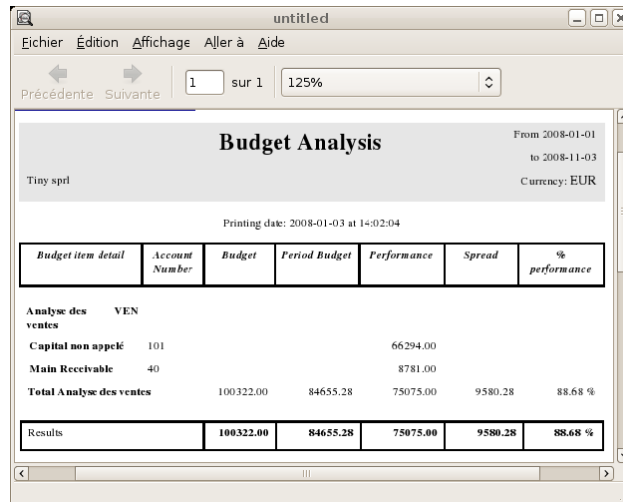 untitled
Fichier Édition Affichage Aller à Aide
Précédente Suivante 1 sur 1 125%
Budget Analysis
From 2008-01-01
to 2008-11-03
Tiny sprl
Currency: EUR
Printing date: 2008-01-03 at 14:02:04
Budget item detail Account Number Budget Period Budget Performance Spread % performance
Analyse des ventes VEN
Capital non appelé 101 66294.00
Main Receivable 40 8781.00
Total Analyse des ventes 100322.00 84655.28 75075.00 9580.28 88.68 %
Results 100322.00 84655.28 75075.00 9580.28 88.68 %